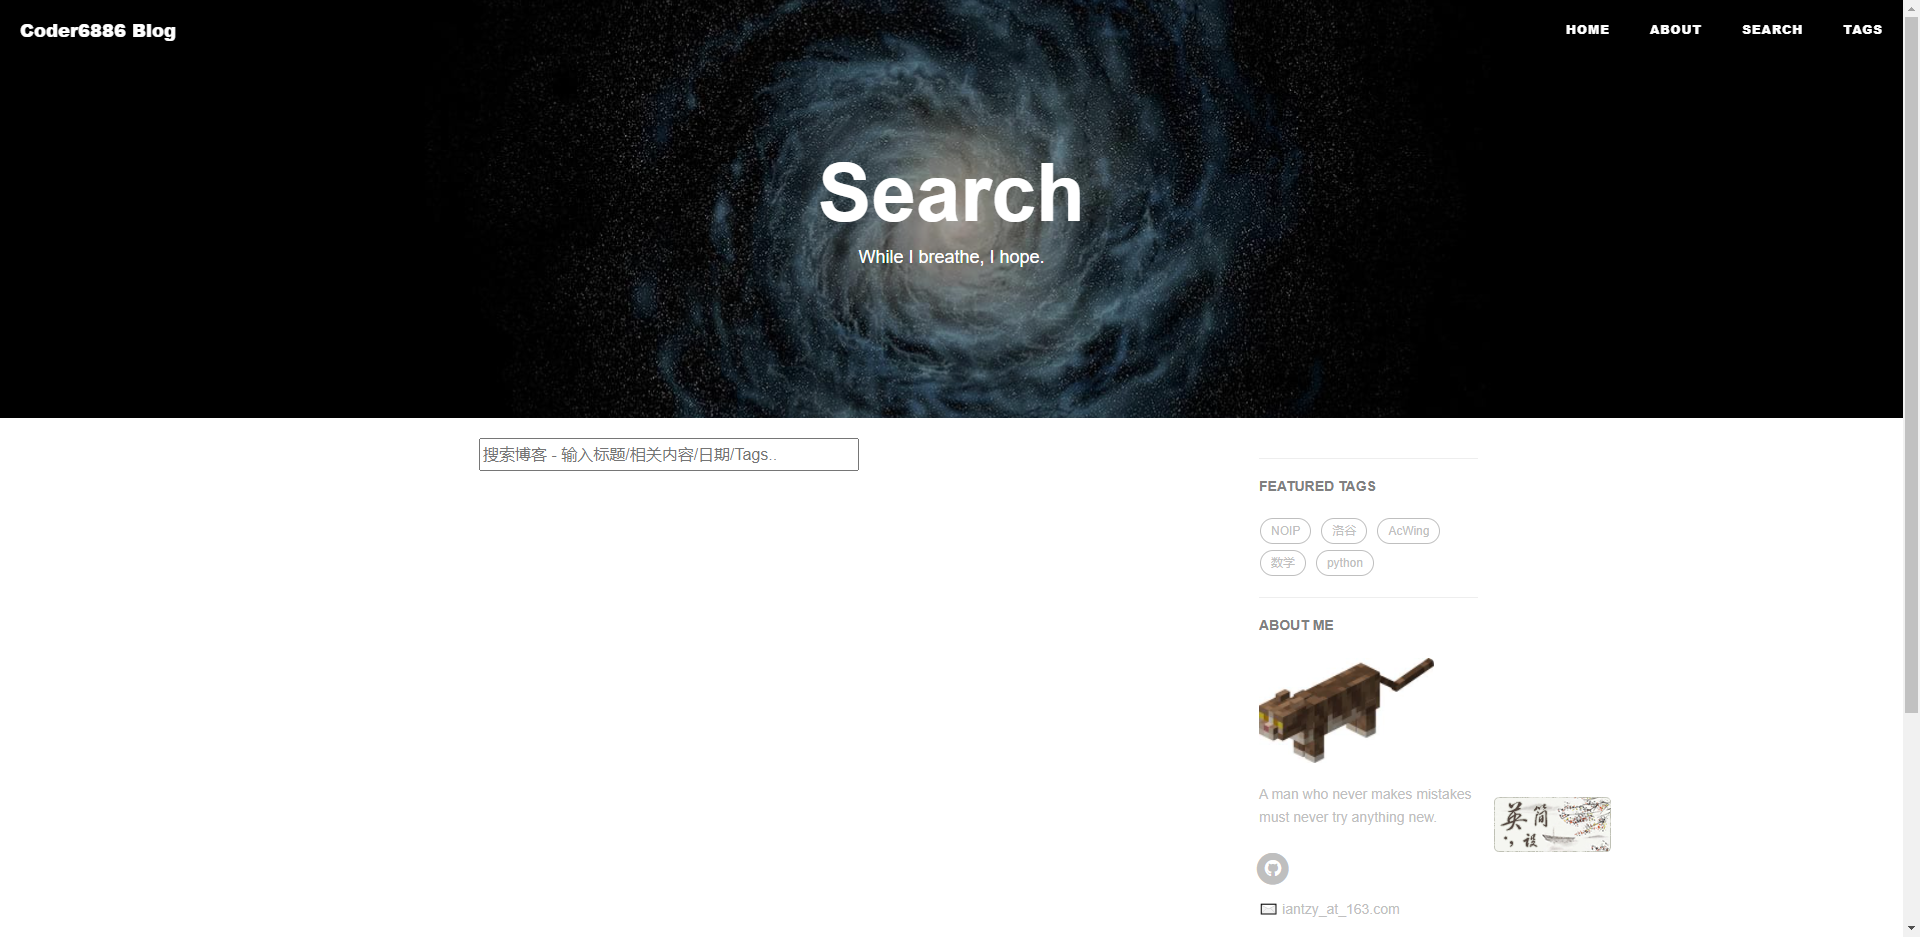 Coder6886 Blog
HOME ABOUT SEARCH TAGS
Search
While I breathe, I hope.
搜索博客 - 输入标题/相关内容/日期/Tags..
FEATURED TAGS
NOIP 洛谷 AcWing
数学 python
ABOUT ME
A man who never makes mistakes
must never try anything new.
英简
，设
iantzy_at_163.com